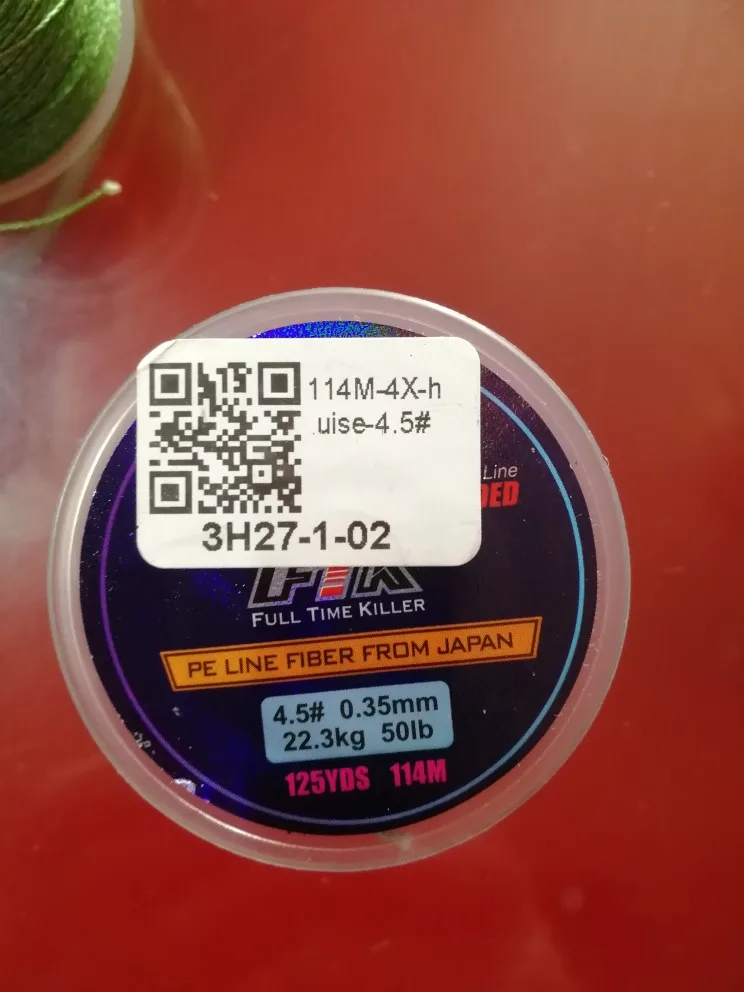 114M-4X-h
uise-4.5#
3H27-1-02
Line
FTK
FULL TIME KILLER
PE LINE FIBER FROM JAPAN
4.5# 0.35mm
22.3kg 50lb
125YDS 114M